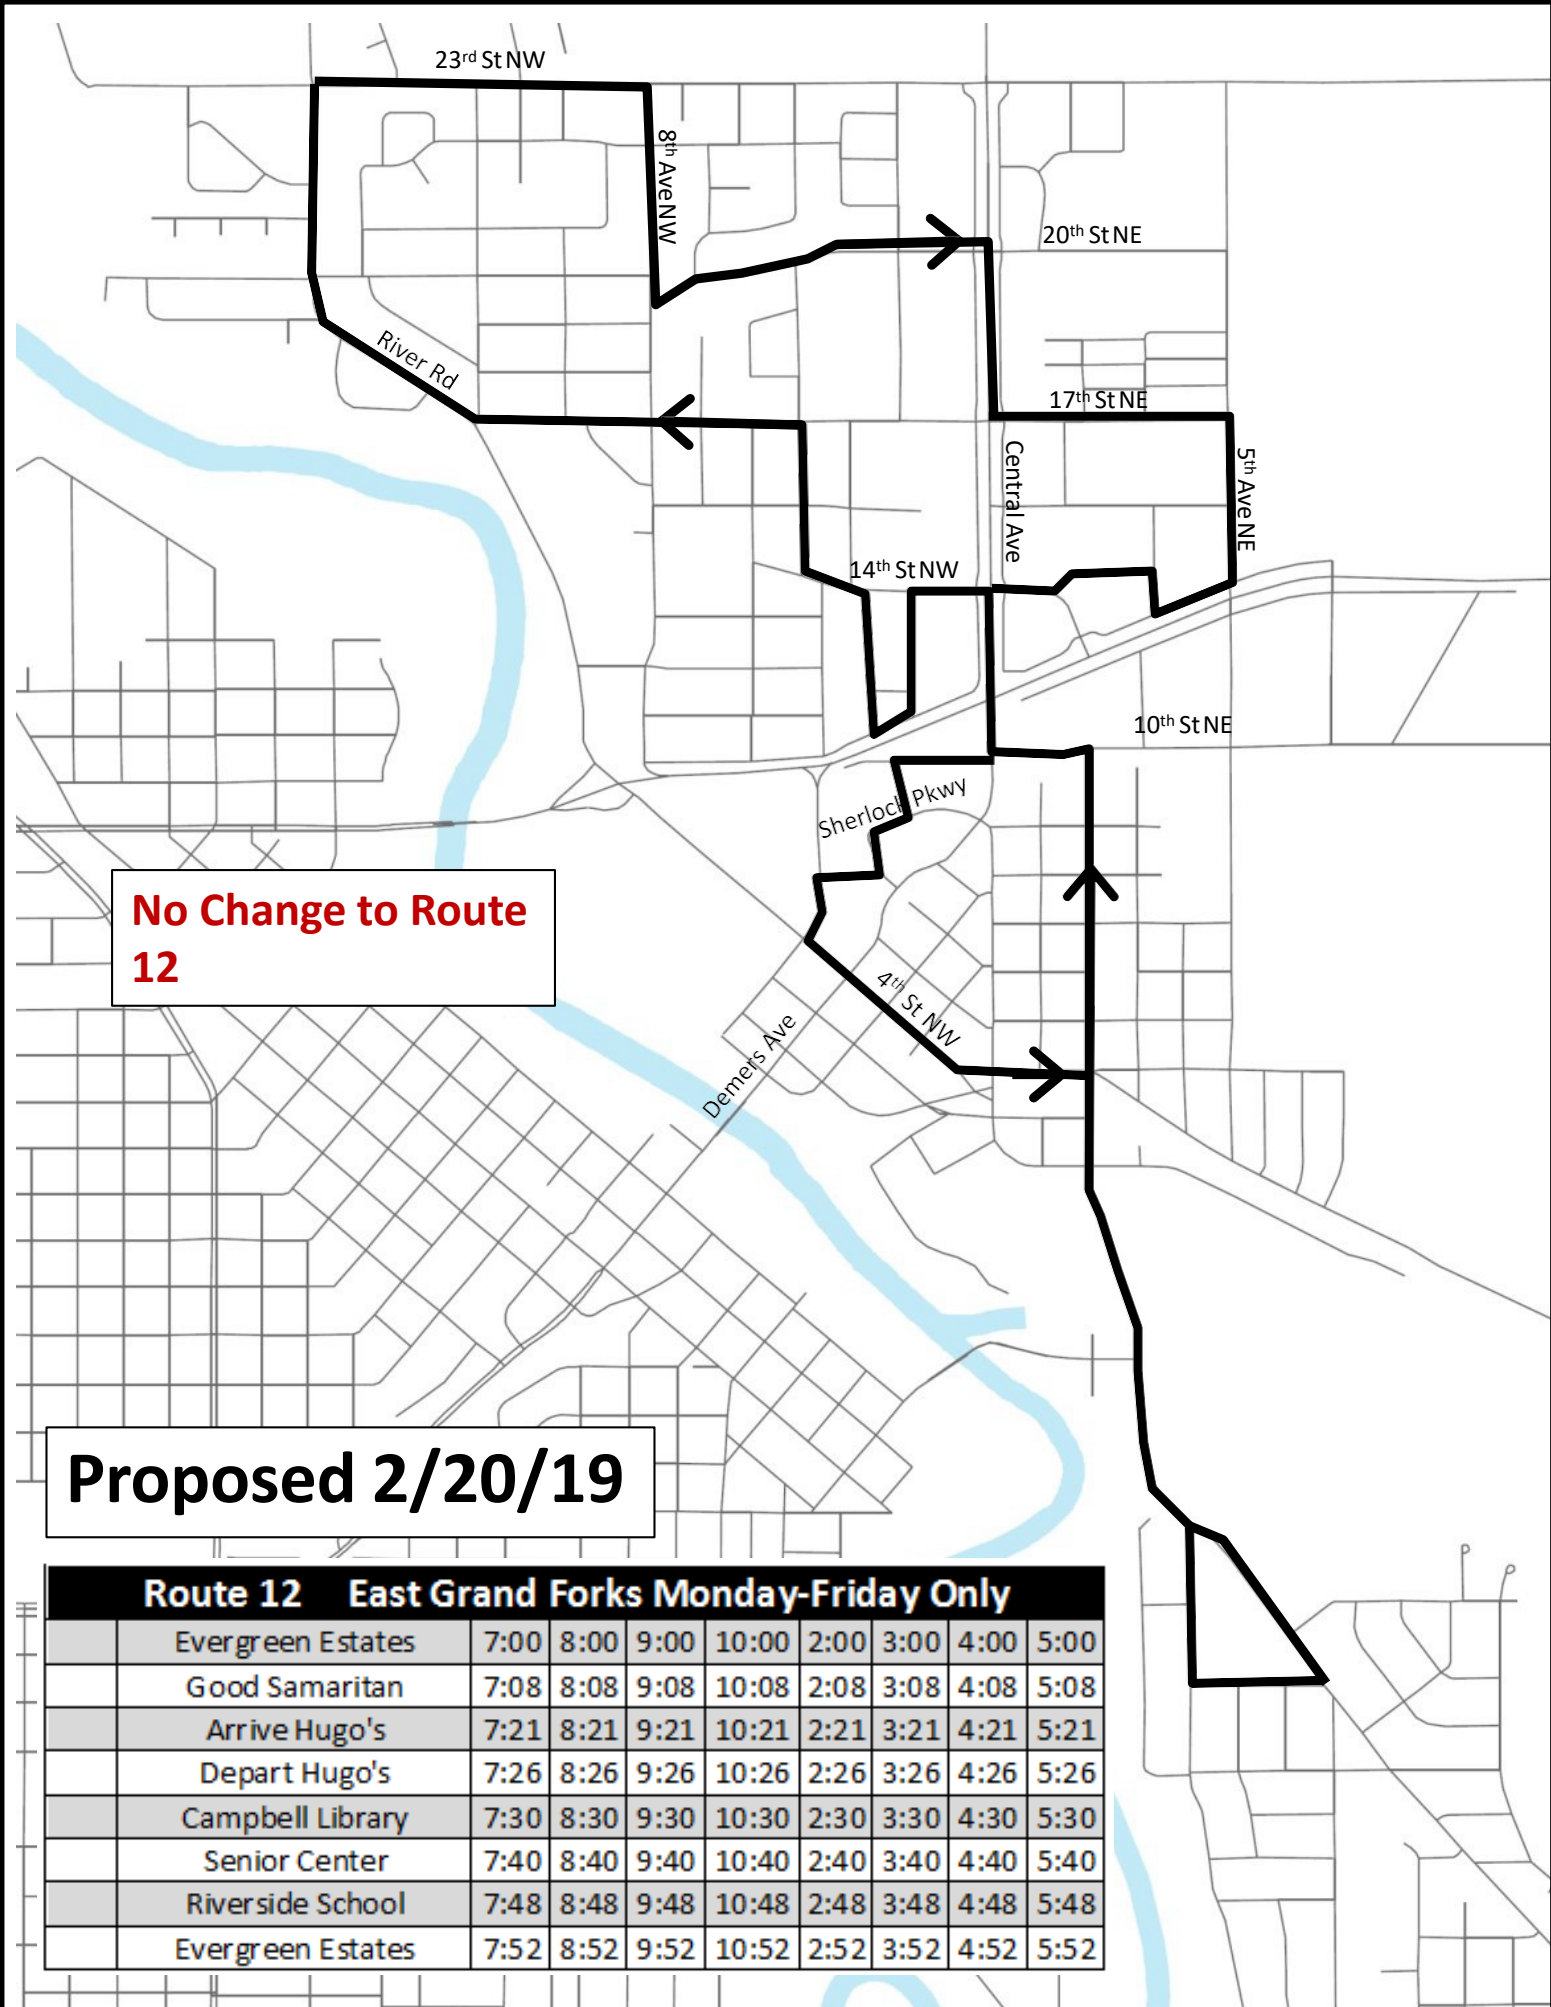 23rd St NW
8th Ave NW
20th St NE
River Rd
17th St NE
Central Ave
5th Ave NE
14th St NW
10th St NE
Sherlock Pkwy
No Change to Route
12
4th St NW
Demers Ave
Proposed 2/20/19
Route 12 East Grand Forks Monday-Friday Only
Evergreen Estates 7:00 8:00 9:00 10:00 2:00 3:00 4:00 5:00
Good Samaritan 7:08 8:08 9:08 10:08 2:08 3:08 4:08 5:08
Arrive Hugo's 7:21 8:21 9:21 10:21 2:21 3:21 4:21 5:21
Depart Hugo's 7:26 8:26 9:26 10:26 2:26 3:26 4:26 5:26
Campbell Library 7:30 8:30 9:30 10:30 2:30 3:30 4:30 5:30
Senior Center 7:40 8:40 9:40 10:40 2:40 3:40 4:40 5:40
Riverside School 7:48 8:48 9:48 10:48 2:48 3:48 4:48 5:48
Evergreen Estates 7:52 8:52 9:52 10:52 2:52 3:52 4:52 5:52